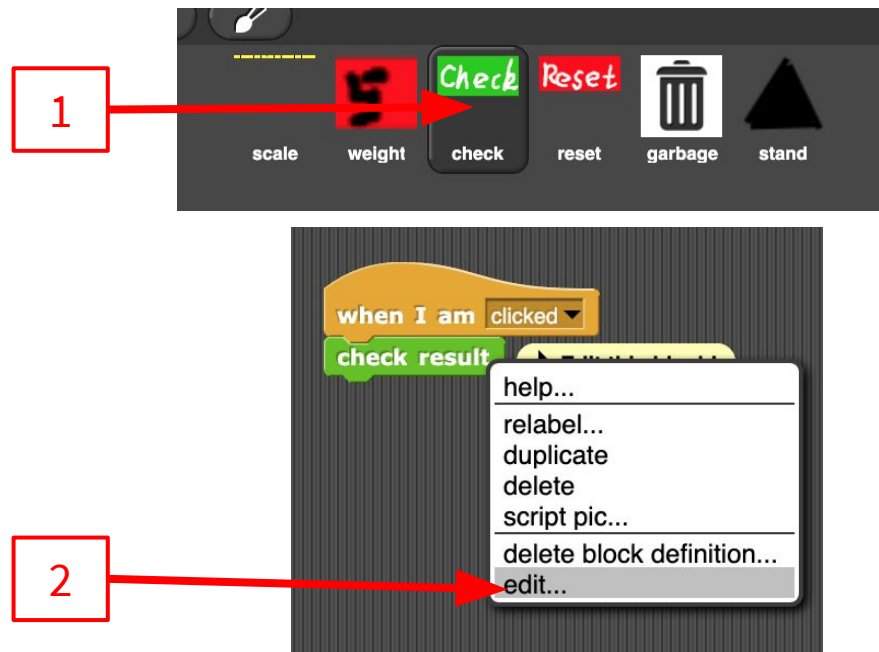 Check Reset
1
scale weight check reset garbage stand
when I am clicked
check result
help...
relabel...
duplicate
delete
script pic...
delete block definition...
2
edit...